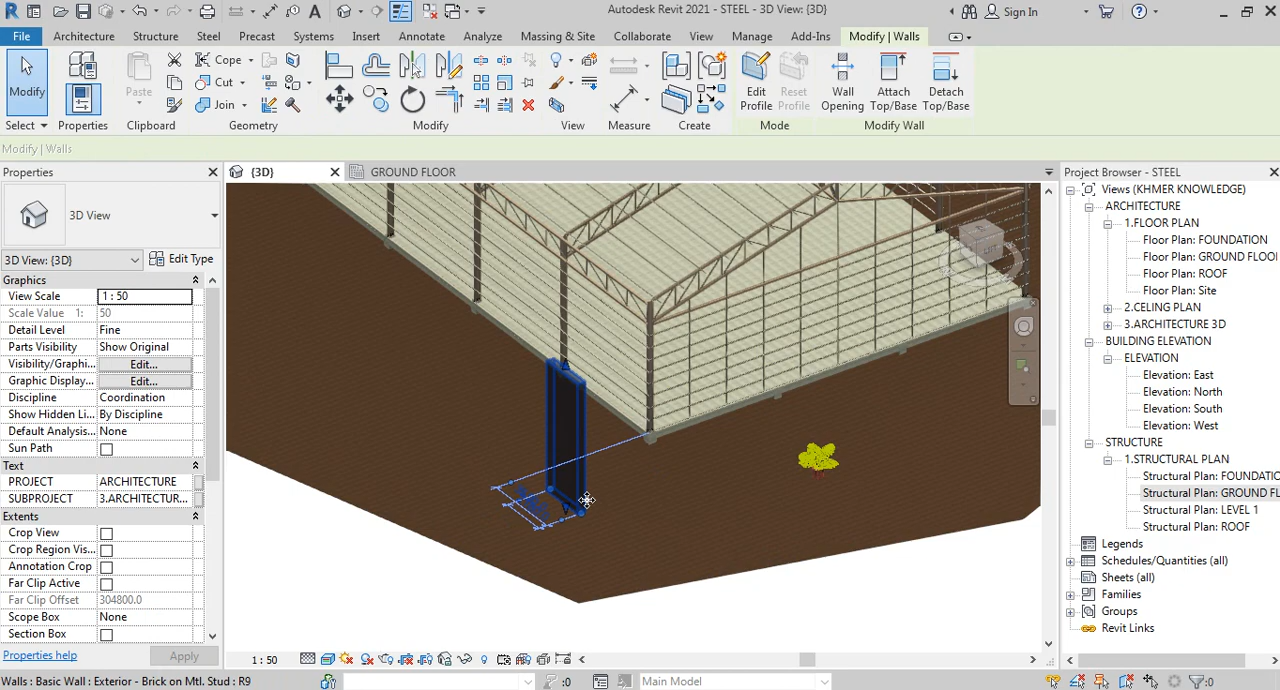 Autodesk Revit 2021 - STEEL - 3D View: {3D}
Sign In
File
Architecture
Structure
Steel
Precast
Systems
Insert
Annotate
Analyze
Massing & Site
Collaborate
View
Manage
Add-Ins
Modify | Walls
Modify
Paste
Cope
Cut
Join
Edit Profile
Reset Profile
Wall Opening
Attach Top/Base
Detach Top/Base
Select
Properties
Clipboard
Geometry
Modify
View
Measure
Create
Mode
Modify Wall
Modify | Walls
Properties
{3D}
GROUND FLOOR
Project Browser - STEEL
3D View
3D View: {3D}
Edit Type
Graphics
View Scale 1 : 50
Scale Value 1: 50
Detail Level Fine
Parts Visibility Show Original
Visibility/Graphi... Edit...
Graphic Display... Edit...
Discipline Coordination
Show Hidden Li... By Discipline
Default Analysis... None
Sun Path
Text
PROJECT ARCHITECTURE
SUBPROJECT 3.ARCHITECTUR...
Extents
Crop View
Crop Region Vis...
Annotation Crop
Far Clip Active
Far Clip Offset 304800.0
Scope Box None
Section Box
Properties help
Apply
Views (KHMER KNOWLEDGE)
ARCHITECTURE
1.FLOOR PLAN
Floor Plan: FOUNDATION
Floor Plan: GROUND FLOO
Floor Plan: ROOF
Floor Plan: Site
2.CELING PLAN
3.ARCHITECTURE 3D
BUILDING ELEVATION
ELEVATION
Elevation: East
Elevation: North
Elevation: South
Elevation: West
STRUCTURE
1.STRUCTURAL PLAN
Structural Plan: FOUNDATIO
Structural Plan: GROUND FL
Structural Plan: LEVEL 1
Structural Plan: ROOF
Legends
Schedules/Quantities (all)
Sheets (all)
Families
Groups
Revit Links
1 : 50
Walls : Basic Wall : Exterior - Brick on Mtl. Stud : R9
:0
Main Model
:0